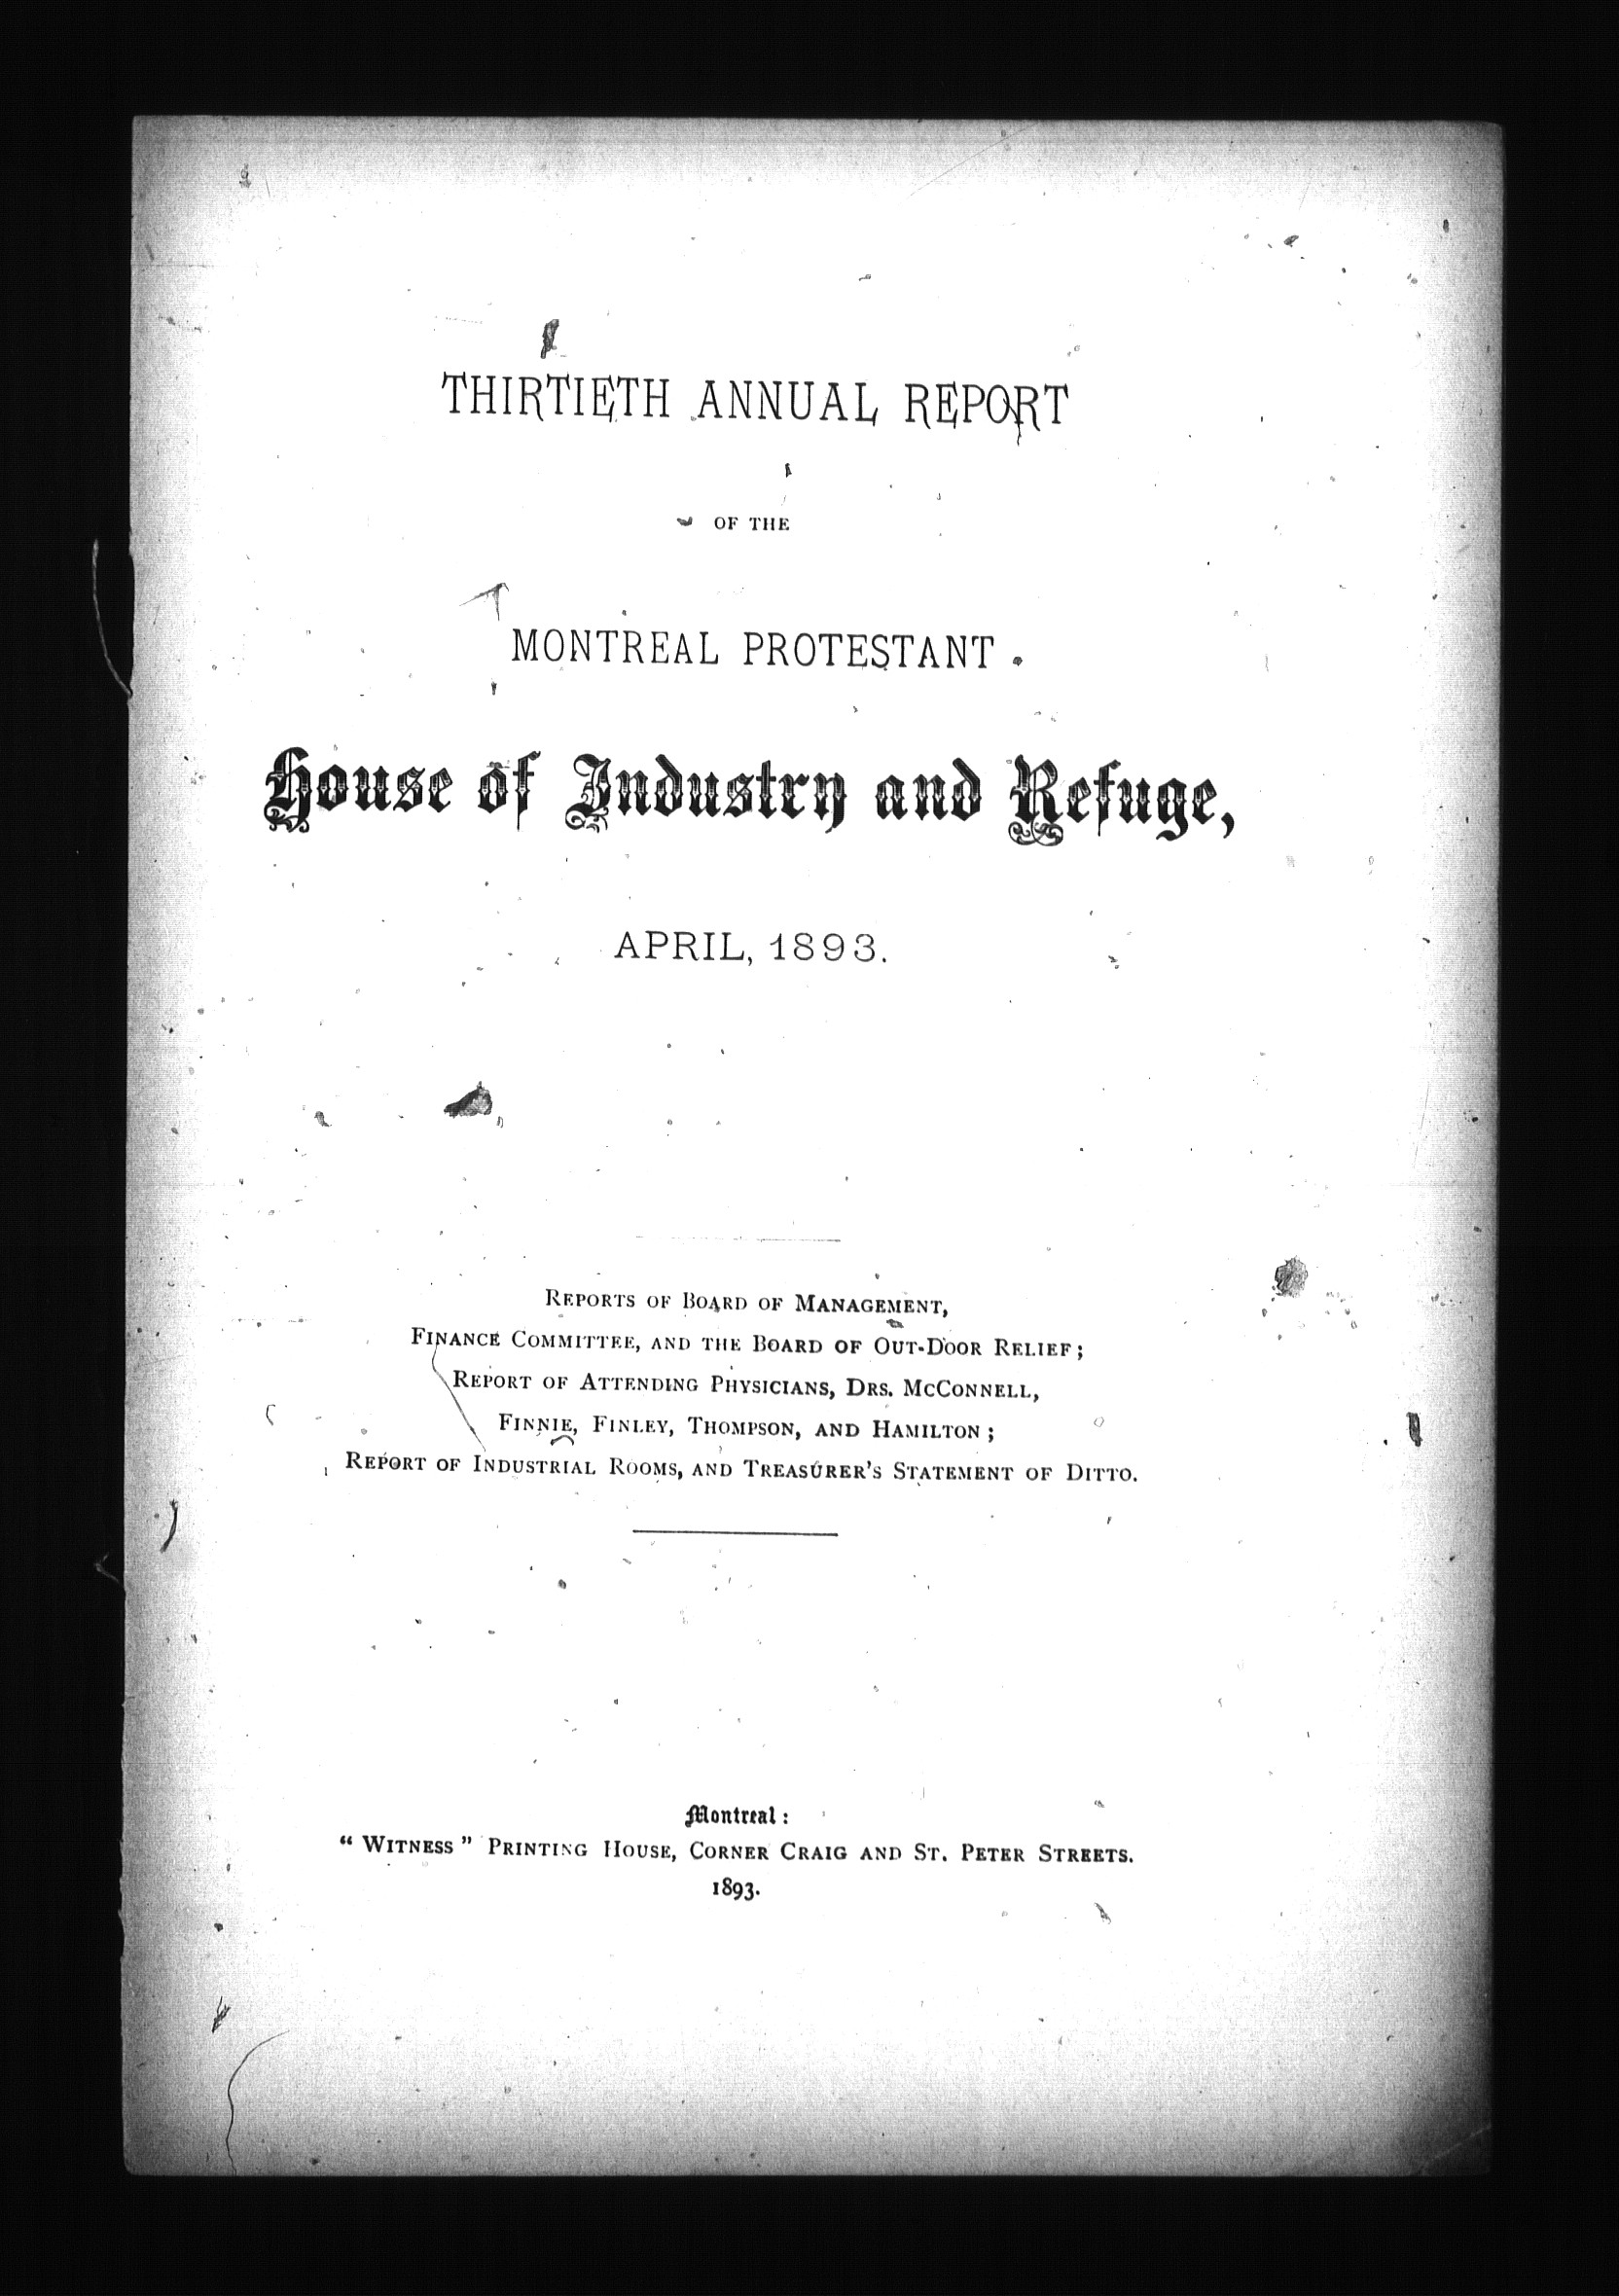 THIRTIETH ANNUAL REPORT
OF THE
MONTREAL PROTESTANT
House of Industry and Refuge,
APRIL, 1893.
REPORTS OF BOARD OF MANAGEMENT,
FINANCE COMMITTEE, AND THE BOARD OF OUT-DOOR RELIEF;
REPORT OF ATTENDING PHYSICIANS, DRS. MCCONNELL,
FINNIE, FINLEY, THOMPSON, AND HAMILTON;
REPORT OF INDUSTRIAL ROOMS, AND TREASURER'S STATEMENT OF DITTO.
Montreal:
"WITNESS" PRINTING HOUSE, CORNER CRAIG AND ST. PETER STREETS.
1893.